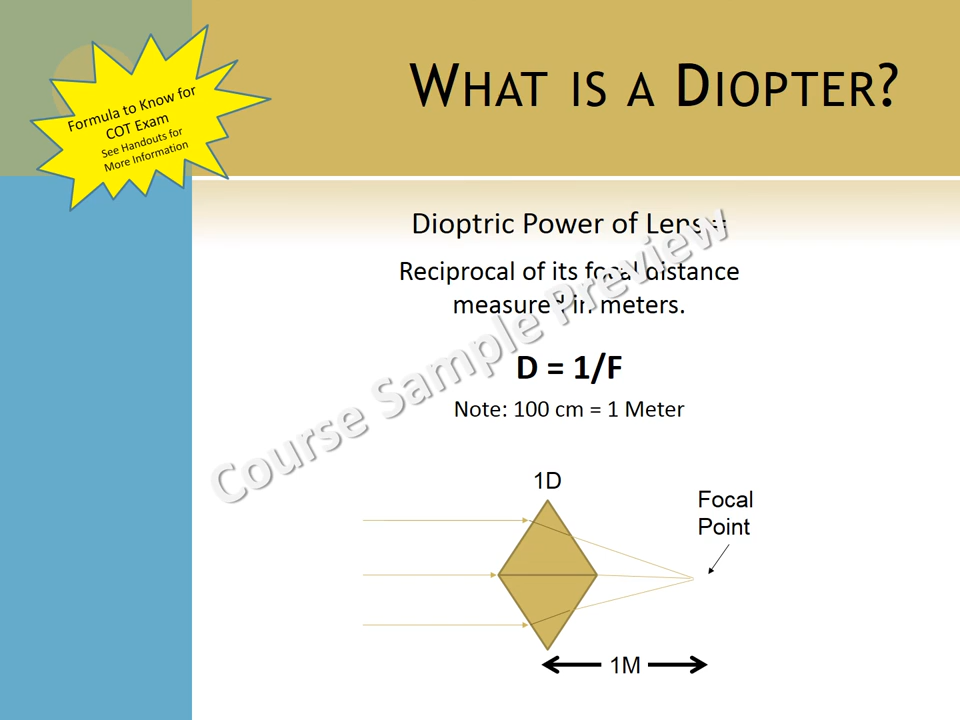 Formula to Know for
COT Exam
See Handouts for
More Information
WHAT IS A DIOPTER?
Dioptric Power of Lens =
Reciprocal of its focal distance
measured in meters.
D = 1/F
Note: 100 cm = 1 Meter
Course Sample Preview
1D
Focal
Point
1M